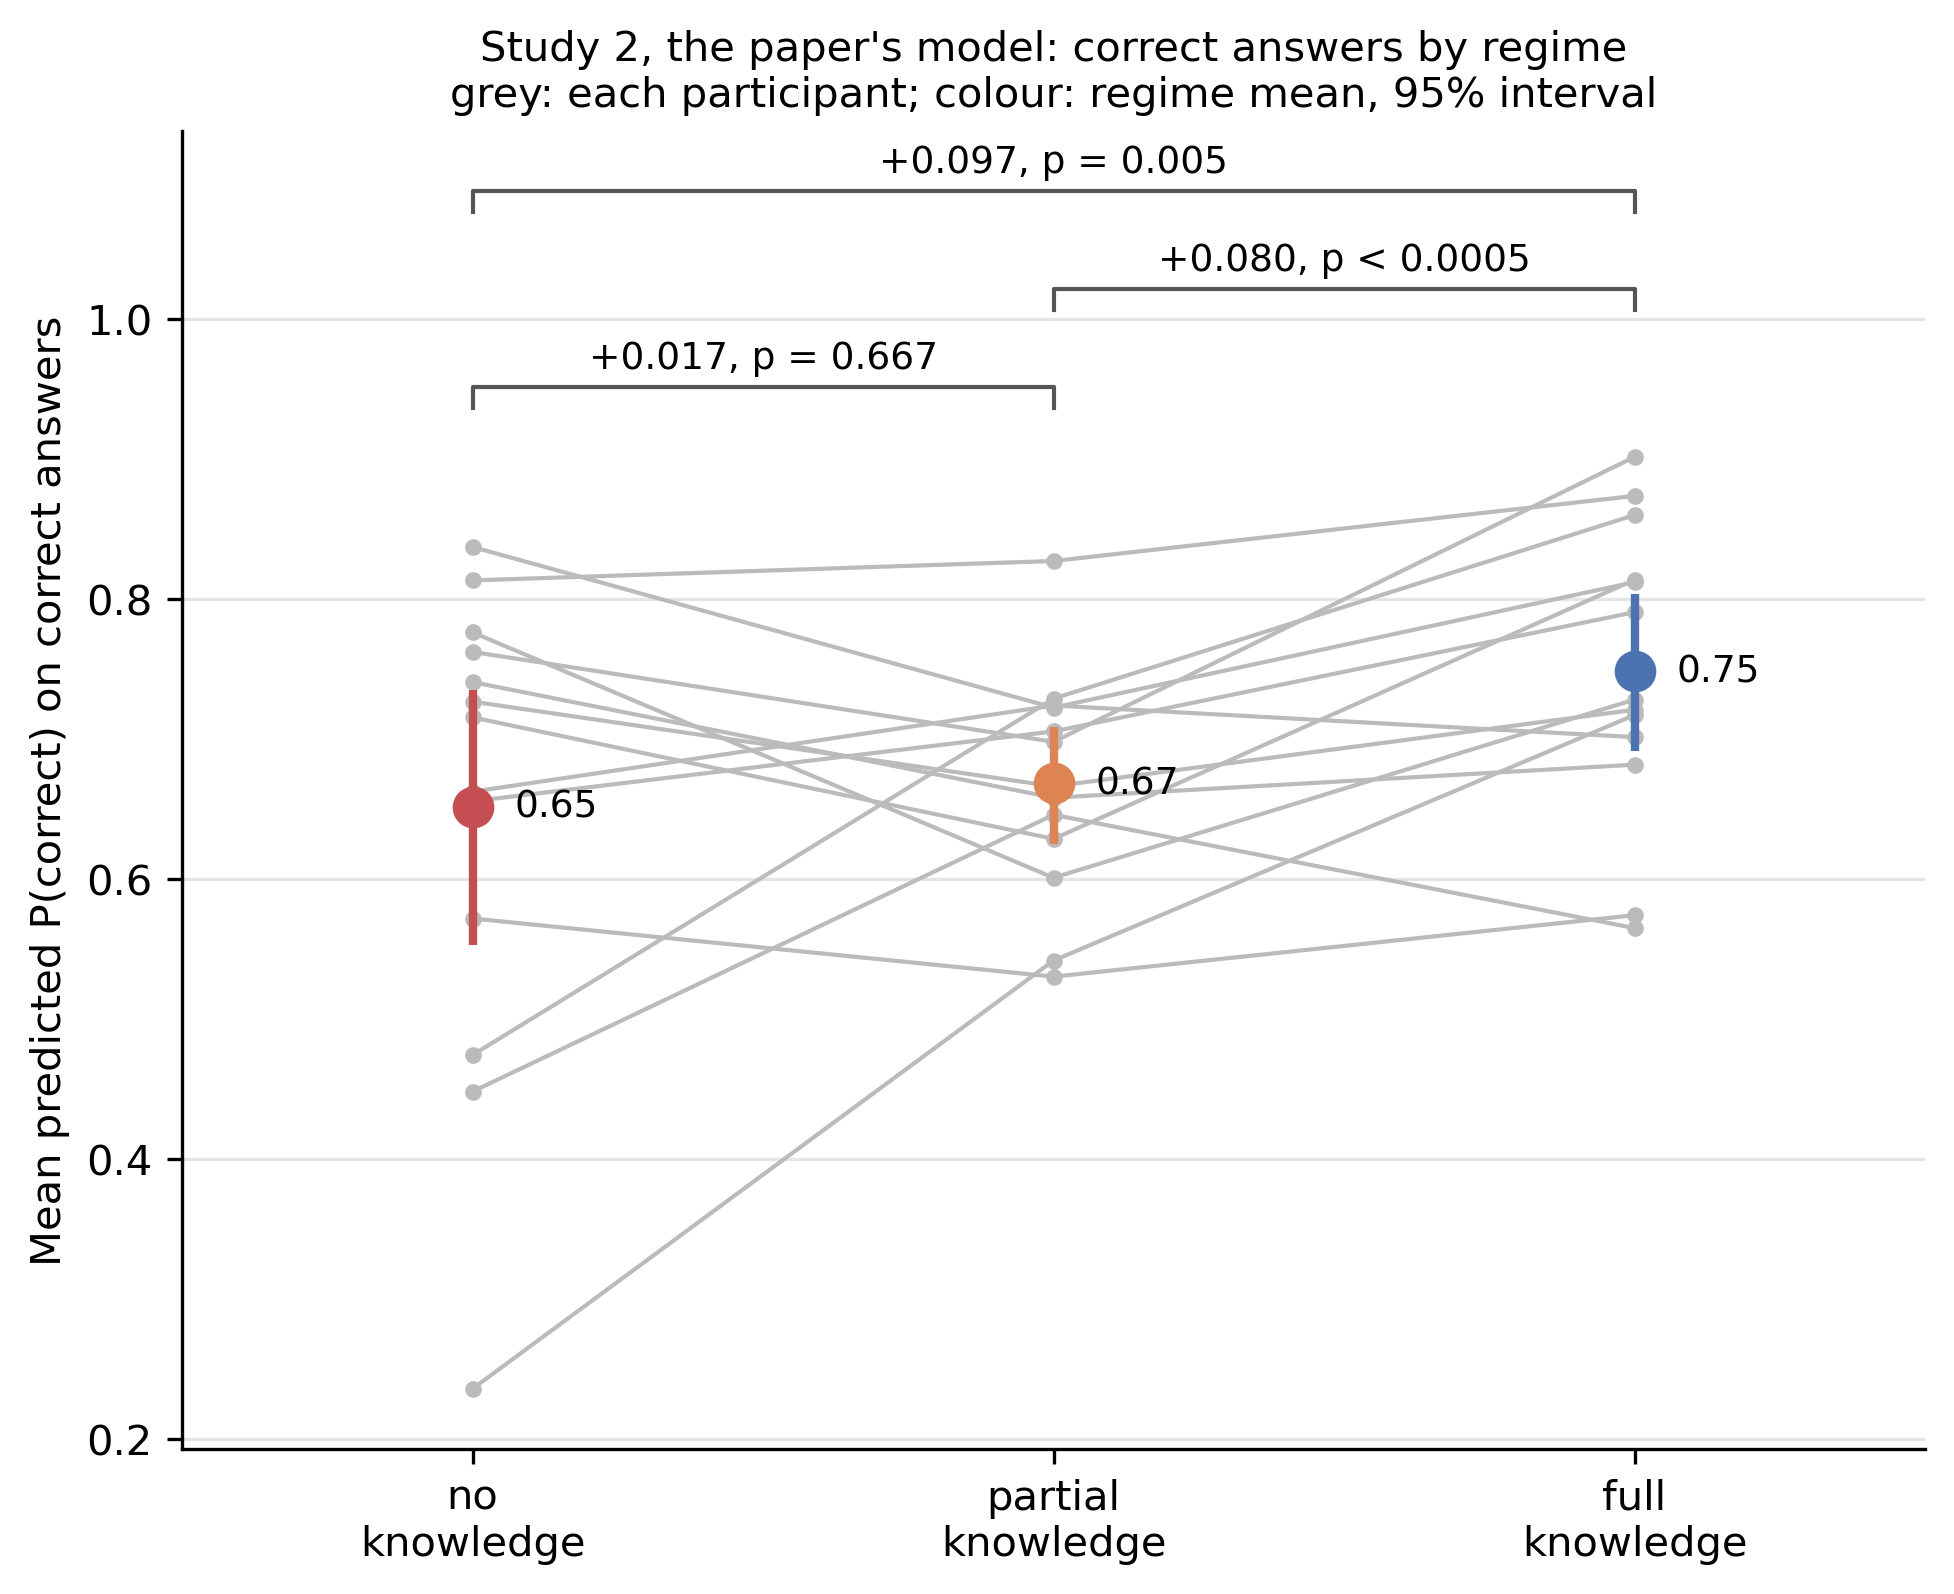 Study 2, the paper's model: correct answers by regime
grey: each participant; colour: regime mean, 95% interval
+0.097, p = 0.005
+0.080, p < 0.0005
+0.017, p = 0.667
Mean predicted P(correct) on correct answers
1.0
0.8
0.6
0.4
0.2
0.65
0.67
0.75
no
knowledge
partial
knowledge
full
knowledge